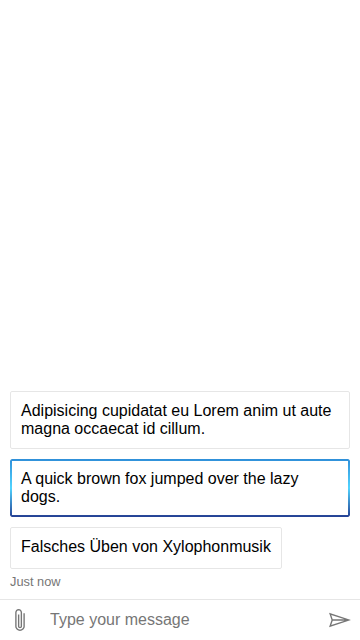 Adipisicing cupidatat eu Lorem anim ut aute
magna occaecat id cillum.
A quick brown fox jumped over the lazy
dogs.
Falsches Üben von Xylophonmusik
Just now
Type your message